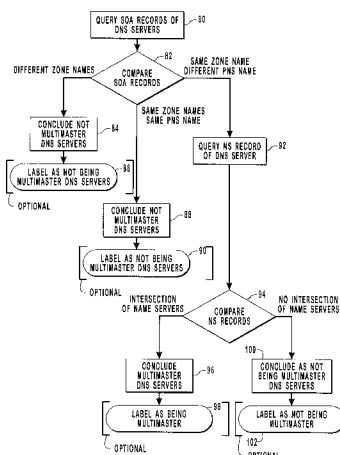 QUERY SOA RECORDS OF
DNS SERVERS
80
COMPARE
SOA RECORDS
82
DIFFERENT ZONE NAMES
SAME ZONE NAME
DIFFERENT PNS NAME
SAME ZONE NAMES
SAME PNS NAME
CONCLUDE NOT
MULTIMASTER
DNS SERVERS
84
LABEL AS NOT BEING
MULTIMASTER DNS SERVERS
OPTIONAL
QUERY NS RECORD
OF DNS SERVER
92
CONCLUDE NOT
MULTIMASTER
DNS SERVERS
88
LABEL AS NOT BEING
MULTIMASTER DNS SERVERS
90
OPTIONAL
COMPARE
NS RECORDS
94
INTERSECTION
OF NAME SERVERS
NO INTERSECTION
OF NAME SERVERS
CONCLUDE
MULTIMASTER
DNS SERVERS
96
109
CONCLUDE AS NOT
BEING MULTIMASTER
DNS SERVERS
LABEL AS BEING
MULTIMASTER
98
OPTIONAL
LABEL AS NOT BEING
MULTIMASTER
102
OPTIONAL